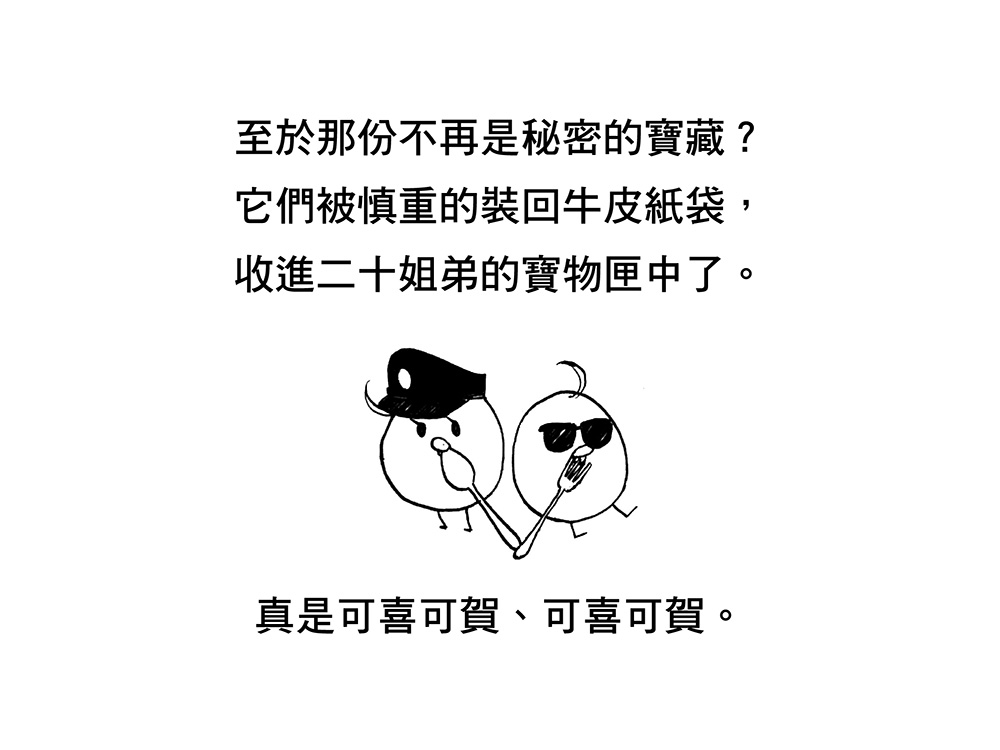 至於那份不再是秘密的寶藏？
它們被慎重的裝回牛皮紙袋，
收進二十姐弟的寶物匣中了。
真是可喜可賀、可喜可賀。